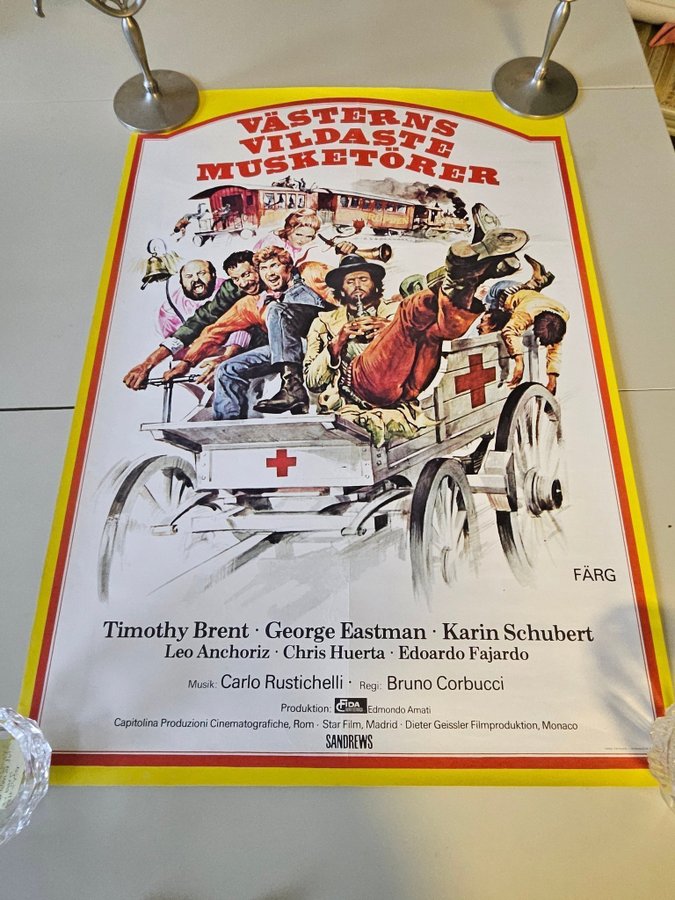 VÄSTERNS
VILDASTE
MUSKETÖRER
FÄRG
Timothy Brent · George Eastman · Karin Schubert
Leo Anchoriz · Chris Huerta · Edoardo Fajardo
Musik: Carlo Rustichelli · Regi: Bruno Corbucci
Produktion: FIDA Edmondo Amati
Capitolina Produzioni Cinematografiche, Rom · Star Film, Madrid · Dieter Geissler Filmproduktion, Monaco
SANDREWS